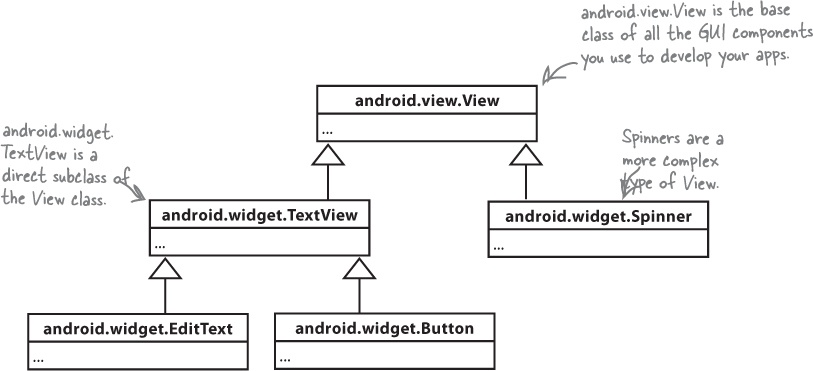 android.view.View is the base
class of all the GUI components
you use to develop your apps.
android.view.View
...
android.widget.
TextView is a
direct subclass of
the View class.
Spinners are a
more complex
type of View.
android.widget.TextView
...
android.widget.Spinner
...
android.widget.EditText
...
android.widget.Button
...